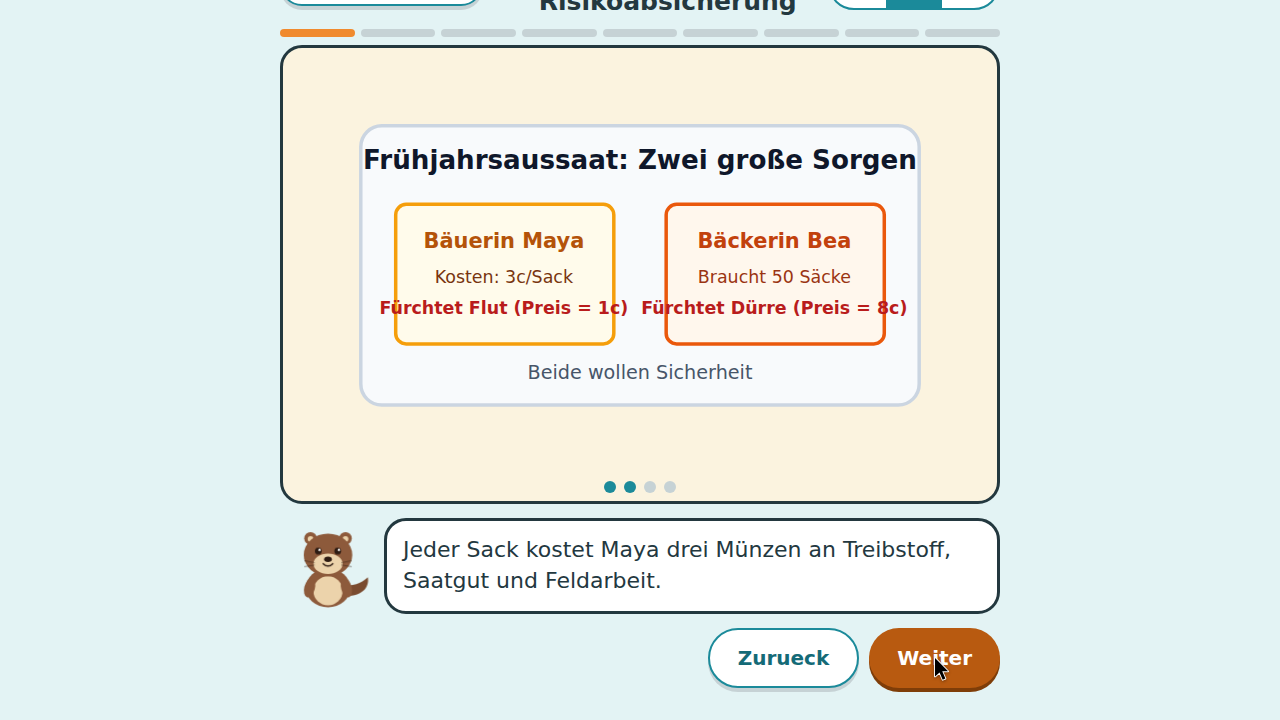 Risikoabsicherung
Frühjahrsaussaat: Zwei große Sorgen
Bäuerin Maya
Kosten: 3c/Sack
Fürchtet Flut (Preis = 1c)
Bäckerin Bea
Braucht 50 Säcke
Fürchtet Dürre (Preis = 8c)
Beide wollen Sicherheit
Jeder Sack kostet Maya drei Münzen an Treibstoff,
Saatgut und Feldarbeit.
Zurueck
Weiter